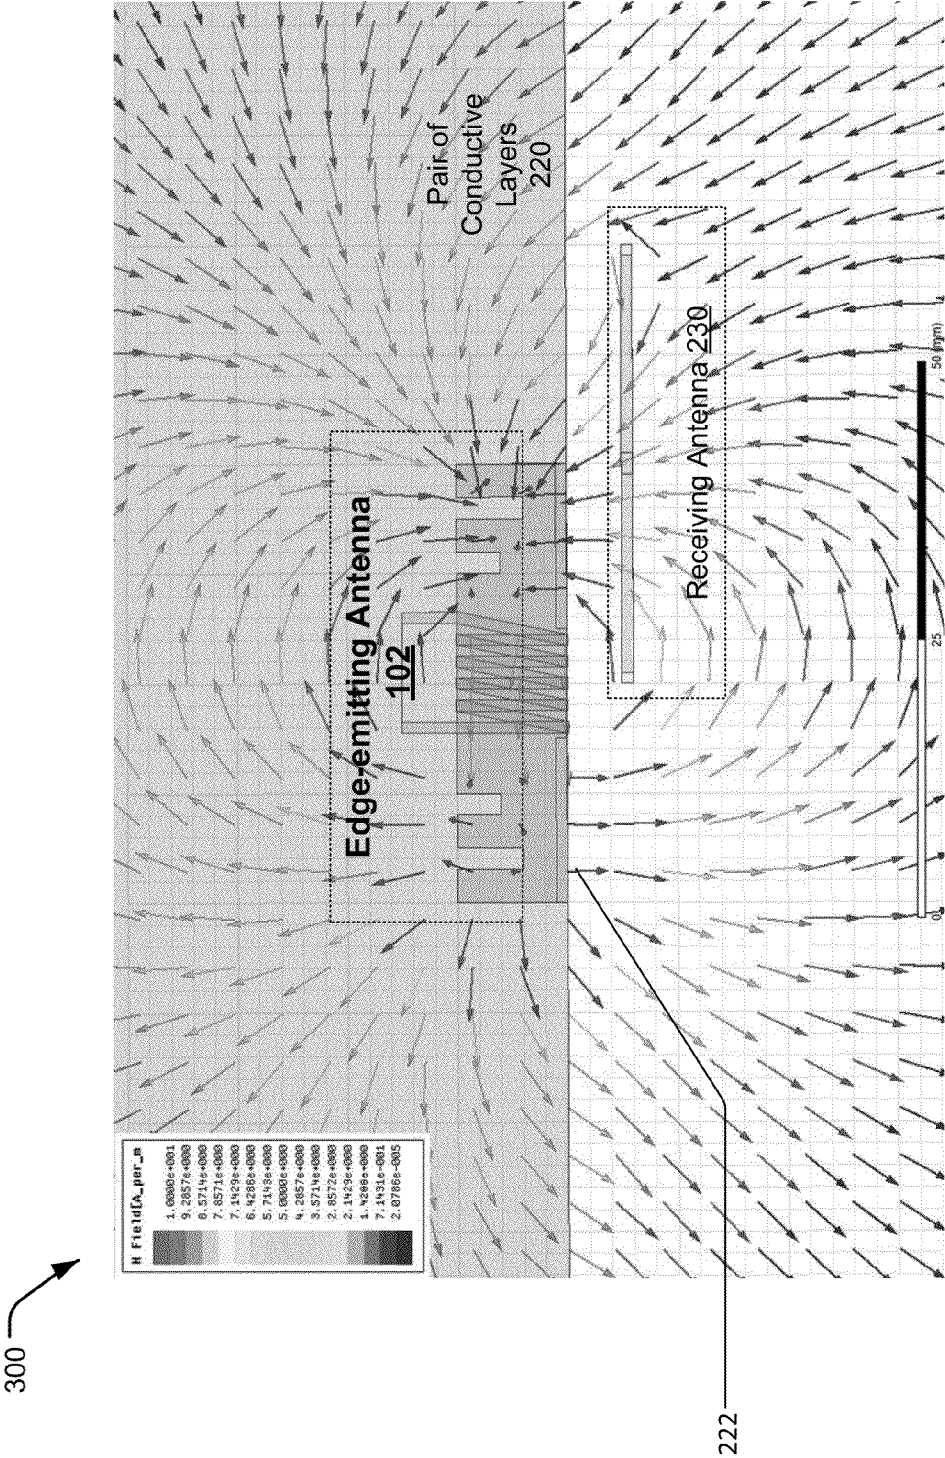 300
H Field[A_per_m
1.0000e+001
9.2857e+000
8.5714e+000
7.8571e+000
7.1429e+000
6.4286e+000
5.7143e+000
5.0000e+000
4.2857e+000
3.5714e+000
2.8572e+000
2.1429e+000
1.4286e+000
7.1431e-001
2.0786e-005
Edge-emitting Antenna
102
Pair of
Conductive
Layers
220
Receiving Antenna 230
0
25
50 (mm)
222